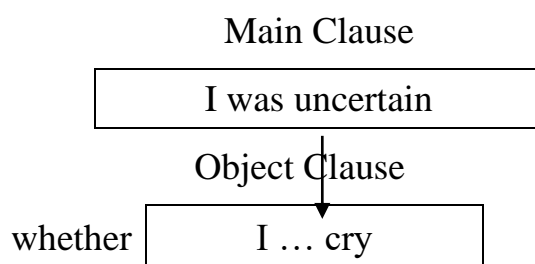 Main Clause
I was uncertain
Object Clause
whether I … cry